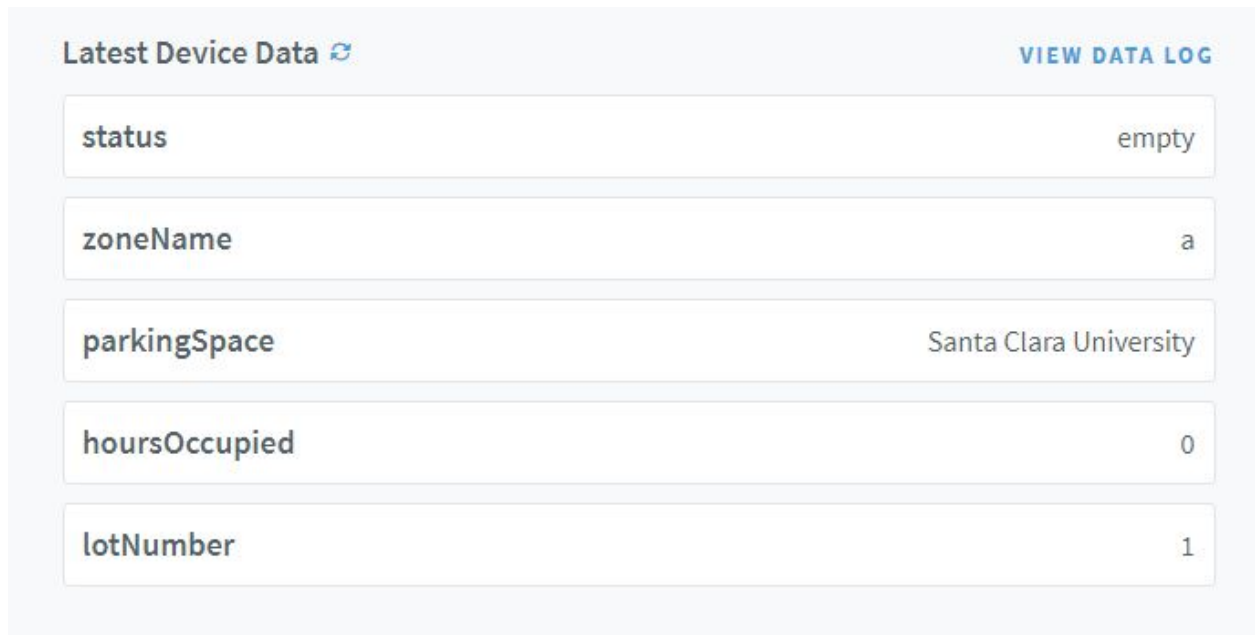 Latest Device Data
VIEW DATA LOG
status empty
zoneName a
parkingSpace Santa Clara University
hoursOccupied 0
lotNumber 1